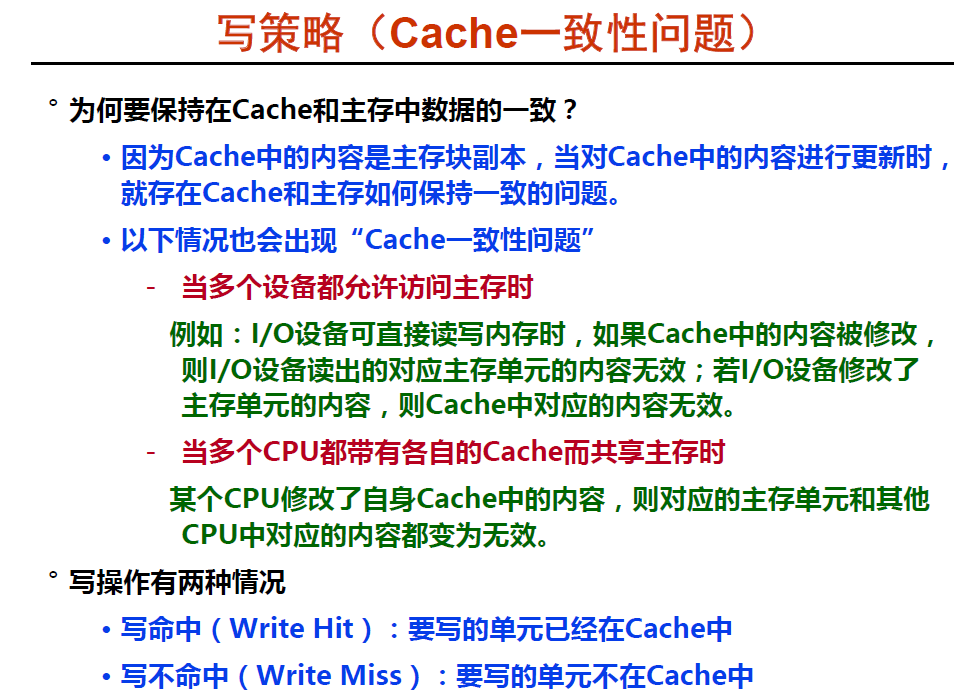 写策略（Cache一致性问题）
° 为何要保持在Cache和主存中数据的一致？
• 因为Cache中的内容是主存块副本，当对Cache中的内容进行更新时，
就存在Cache和主存如何保持一致的问题。
• 以下情况也会出现“Cache一致性问题”
- 当多个设备都允许访问主存时
例如：I/O设备可直接读写内存时，如果Cache中的内容被修改，
则I/O设备读出的对应主存单元的内容无效；若I/O设备修改了
主存单元的内容，则Cache中对应的内容无效。
- 当多个CPU都带有各自的Cache而共享主存时
某个CPU修改了自身Cache中的内容，则对应的主存单元和其他
CPU中对应的内容都变为无效。
° 写操作有两种情况
• 写命中（Write Hit）：要写的单元已经在Cache中
• 写不命中（Write Miss）：要写的单元不在Cache中